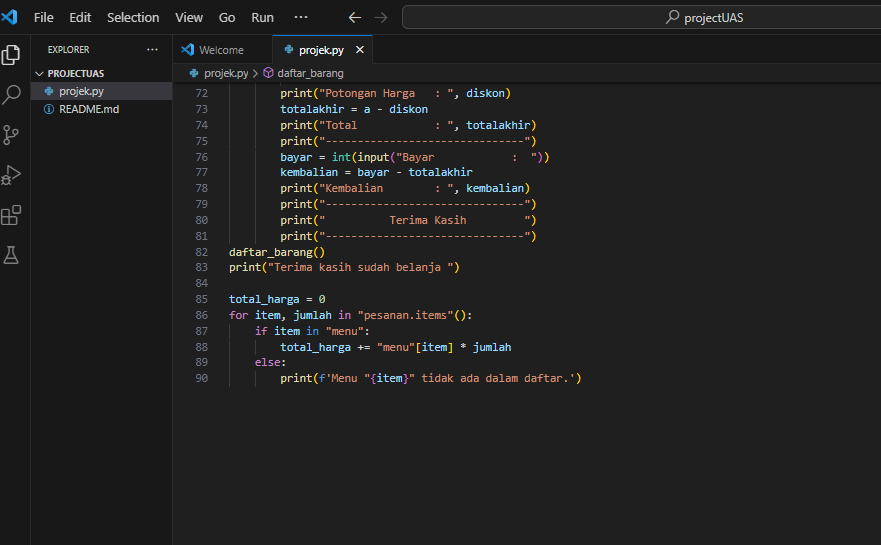 File Edit Selection View Go Run ··· projectUAS
EXPLORER ···
Welcome projek.py
PROJECTUAS
projek.py > daftar_barang
projek.py
README.md
72 print("Potongan Harga   : ", diskon)
73 totalakhir = a - diskon
74 print("Total            : ", totalakhir)
75 print("-------------------------------")
76 bayar = int(input("Bayar            :  "))
77 kembalian = bayar - totalakhir
78 print("Kembalian        : ", kembalian)
79 print("-------------------------------")
80 print("          Terima Kasih         ")
81 print("-------------------------------")
82 daftar_barang()
83 print("Terima kasih sudah belanja ")
84
85 total_harga = 0
86 for item, jumlah in "pesanan.items"():
87 if item in "menu":
88 total_harga += "menu"[item] * jumlah
89 else:
90 print(f'Menu "{item}" tidak ada dalam daftar.')